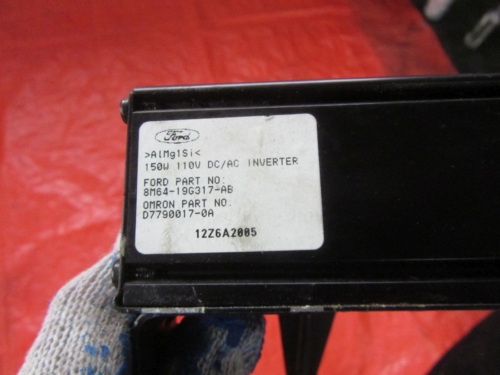 Ford
>AlMg1Si<
150W 110V DC/AC INVERTER
FORD PART NO:
8M64-19G317-AB
OMRON PART NO.
D7790017-0A
12Z6A2005